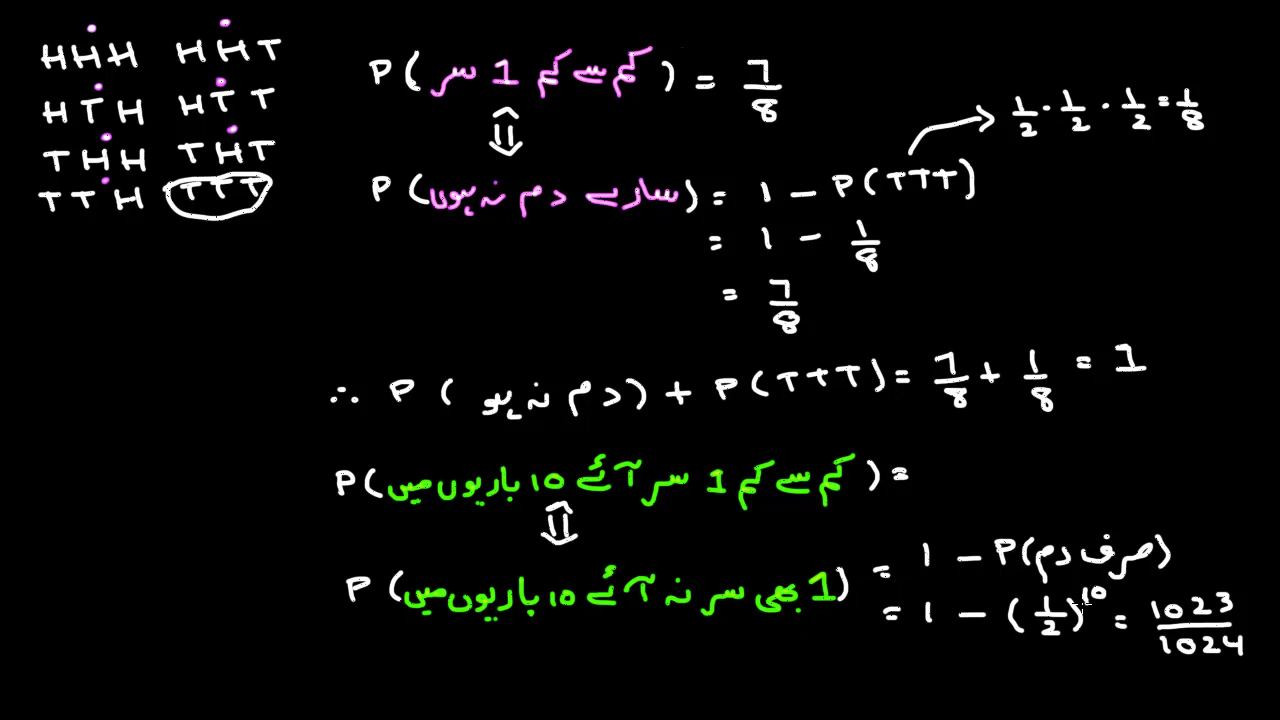 HHH HHT
HTH HTT
THH THT
TTH TTT
P(کم سے کم 1 سر) = 7/8
⇕
P(سارے دم نہ ہوں) = 1 - P(TTT)
→ 1/2 · 1/2 · 1/2 = 1/8
= 1 - 1/8
= 7/8
∴ P(دم نہ ہو) + P(TTT) = 7/8 + 1/8 = 1
P(کم سے کم 1 سر آئے 10 باریوں میں) =
⇕
P(1 بھی سر نہ آئے 10 باریوں میں) = 1 - P(صرف دم)
= 1 - (1/2)^10 = 1023/1024